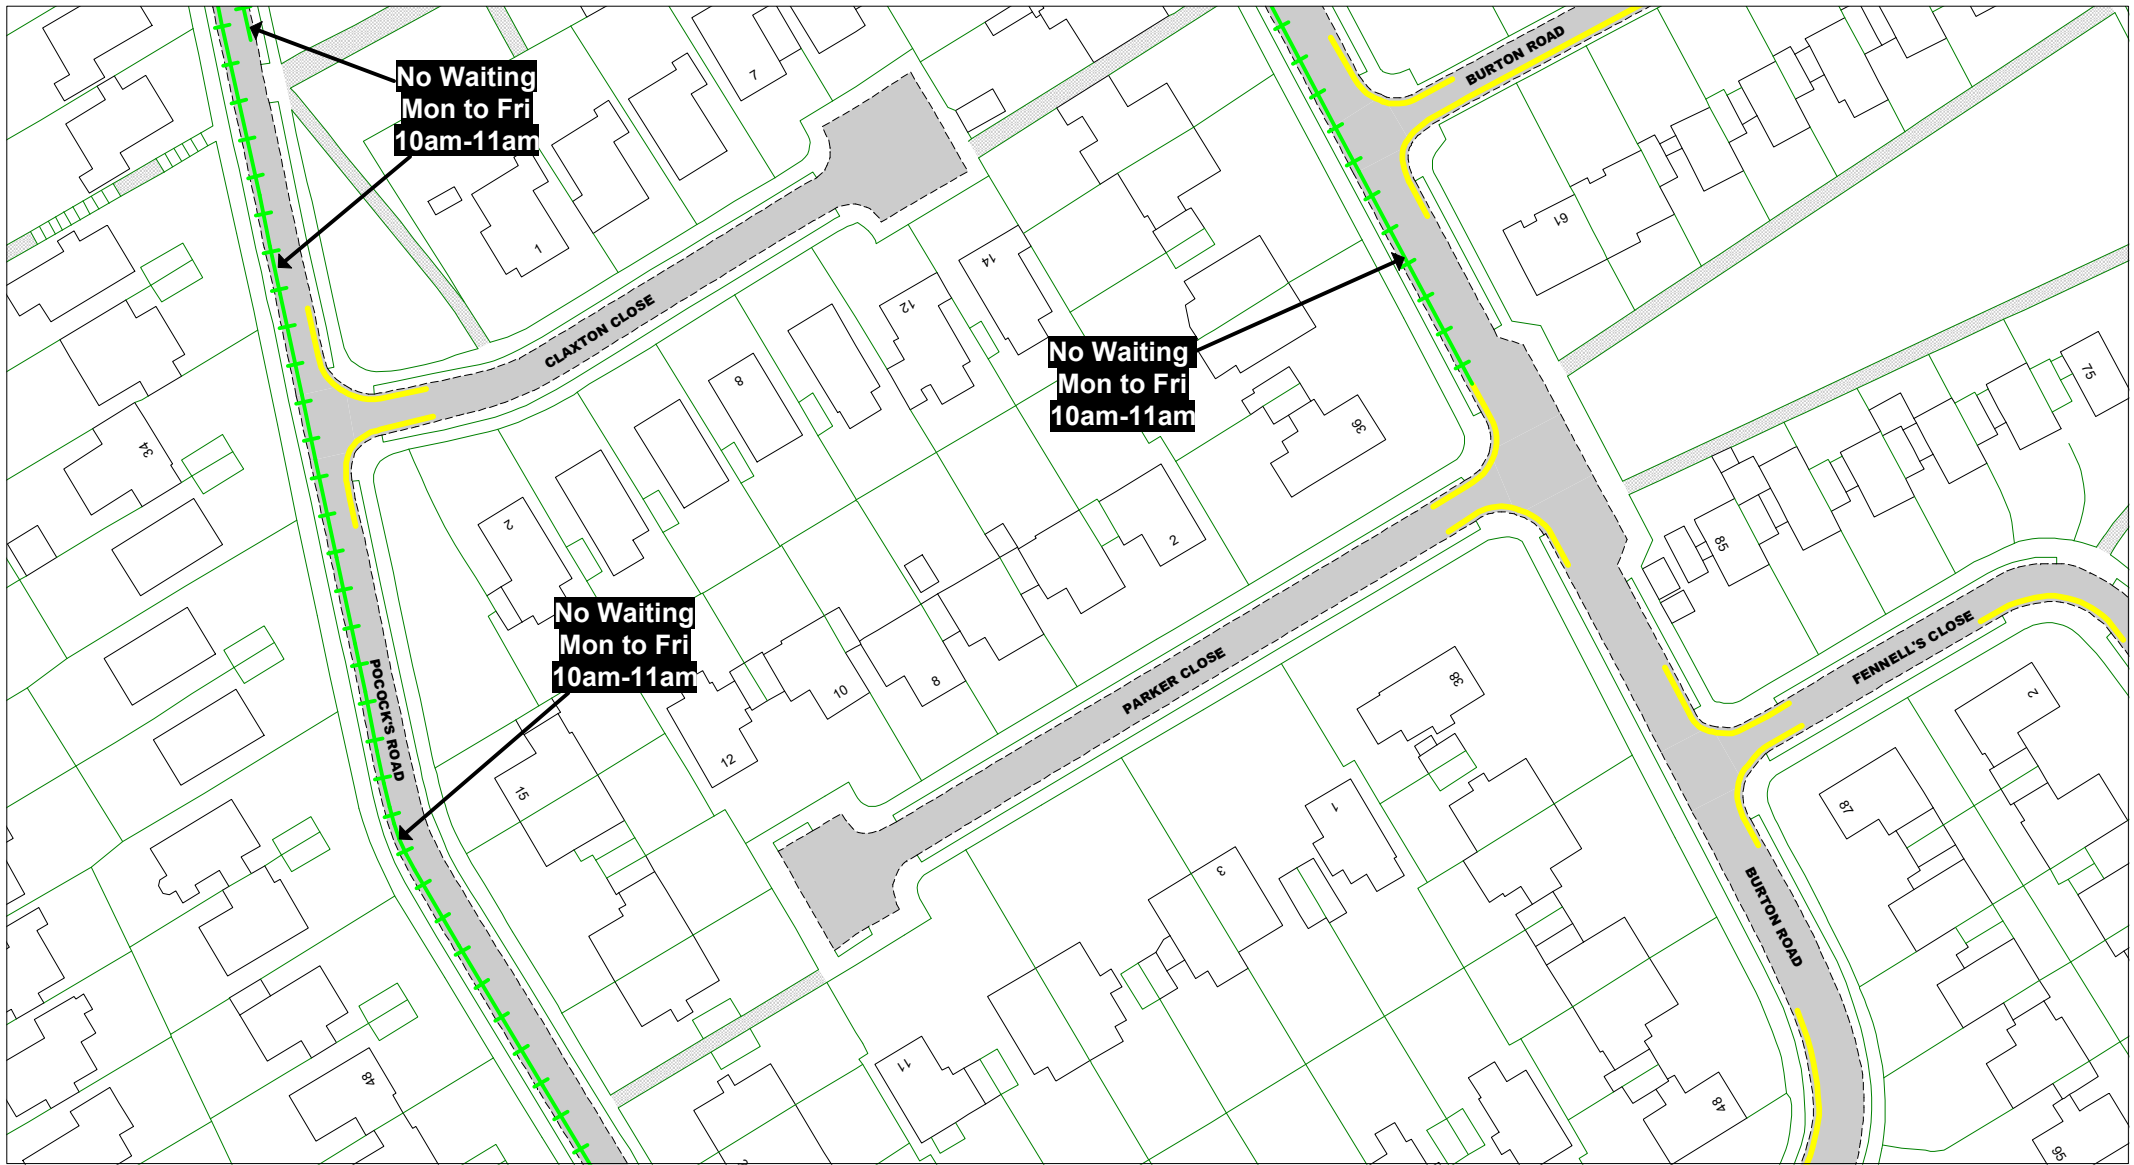 No Waiting
Mon to Fri
10am-11am
No Waiting
Mon to Fri
10am-11am
No Waiting
Mon to Fri
10am-11am
BURTON ROAD
CLAXTON CLOSE
POCOCK'S ROAD
PARKER CLOSE
FENNELL'S CLOSE
BURTON ROAD
7
1
61
14
12
8
2
34
36
2
75
85
8
10
12
15
38
2
87
1
3
11
48
48
95